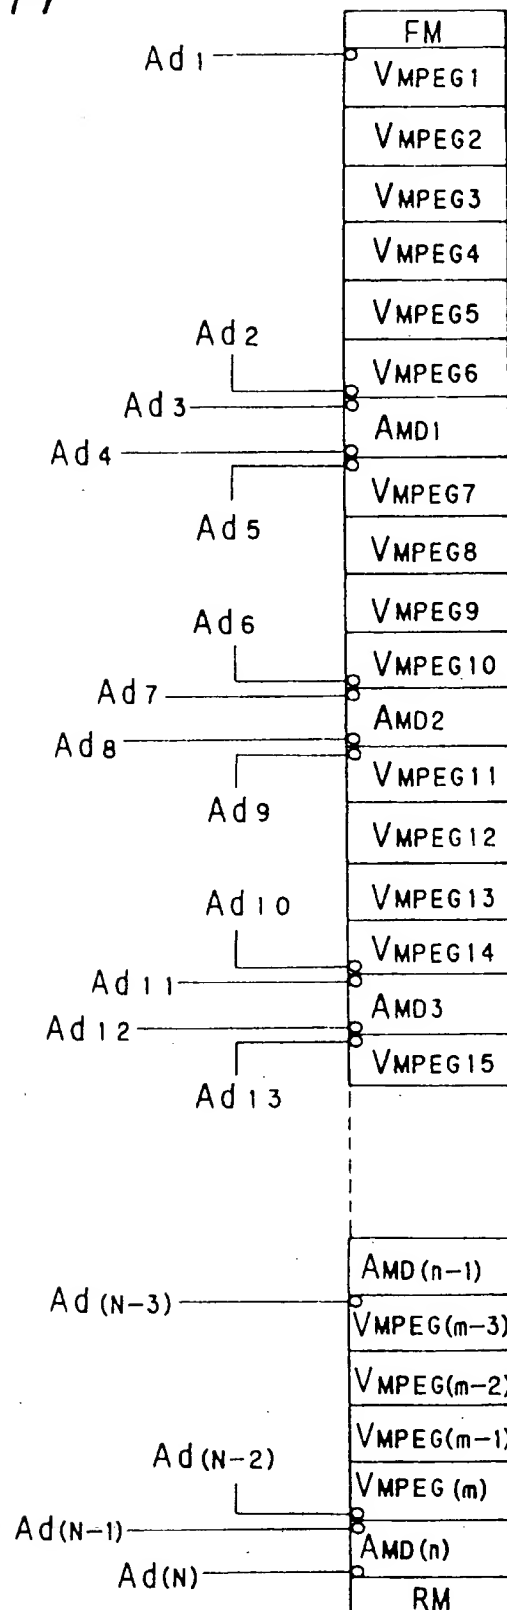 FM
Ad1
VMPEG1
VMPEG2
VMPEG3
VMPEG4
VMPEG5
Ad2
VMPEG6
Ad3
AMD1
Ad4
VMPEG7
Ad5
VMPEG8
VMPEG9
Ad6
VMPEG10
Ad7
AMD2
Ad8
VMPEG11
Ad9
VMPEG12
VMPEG13
Ad10
VMPEG14
Ad11
AMD3
Ad12
VMPEG15
Ad13
AMD(n-1)
Ad(N-3)
VMPEG(m-3)
VMPEG(m-2)
VMPEG(m-1)
Ad(N-2)
VMPEG(m)
Ad(N-1)
AMD(n)
Ad(N)
RM